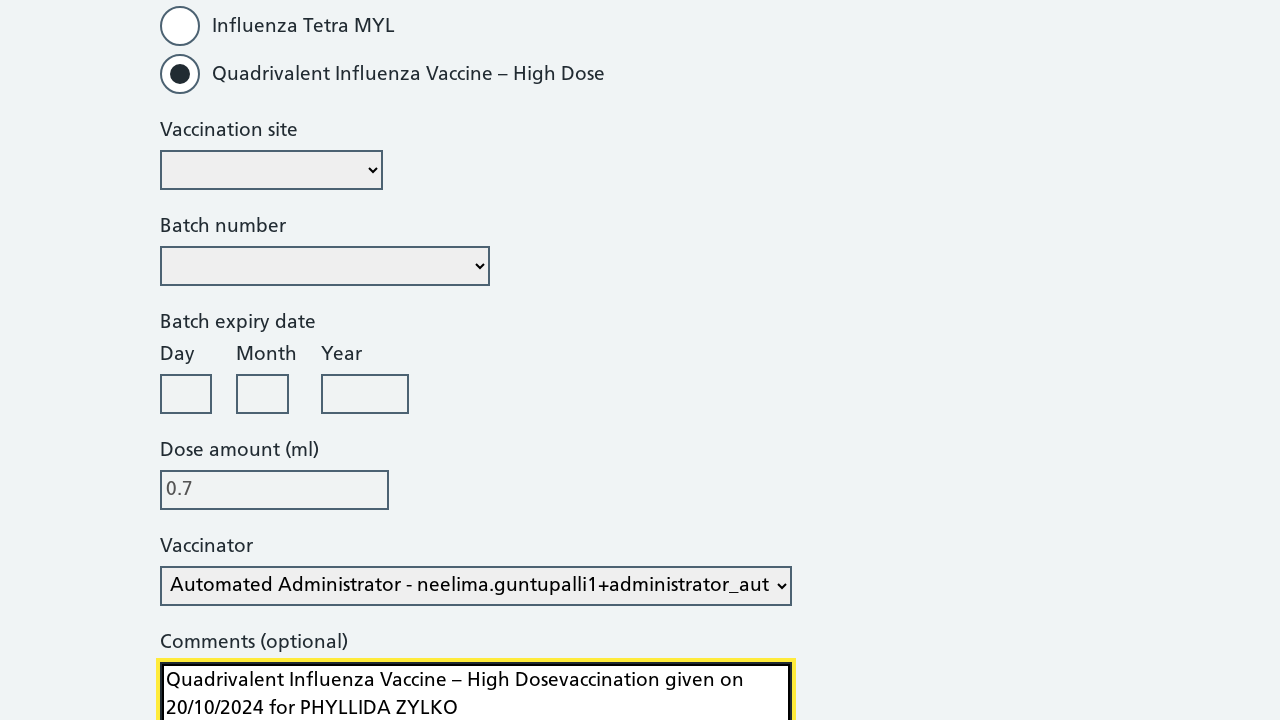 Influenza Tetra MYL
Quadrivalent Influenza Vaccine – High Dose
Vaccination site
Batch number
Batch expiry date
Day Month Year
Dose amount (ml)
0.7
Vaccinator
Automated Administrator - neelima.guntupalli1+administrator_aut
Comments (optional)
Quadrivalent Influenza Vaccine – High Dosevaccination given on
20/10/2024 for PHYLLIDA ZYLKO